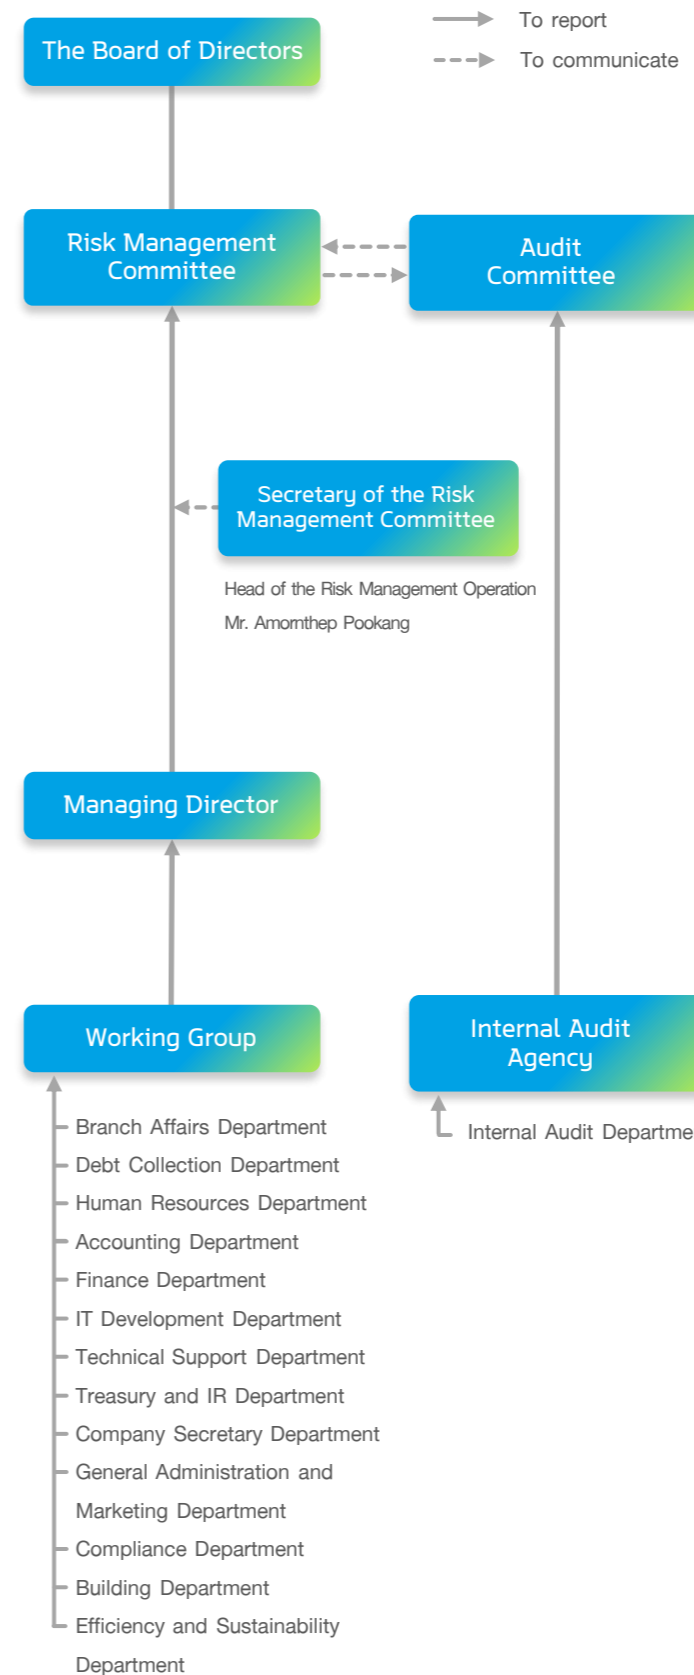 To report
To communicate
The Board of Directors
Risk Management
Committee
Audit
Committee
Secretary of the Risk
Management Committee
Head of the Risk Management Operation
Mr. Amornthep Pookang
Managing Director
Working Group
Internal Audit
Agency
Branch Affairs Department
Debt Collection Department
Human Resources Department
Accounting Department
Finance Department
IT Development Department
Technical Support Department
Treasury and IR Department
Company Secretary Department
General Administration and
Marketing Department
Compliance Department
Building Department
Efficiency and Sustainability
Department
Internal Audit Departme